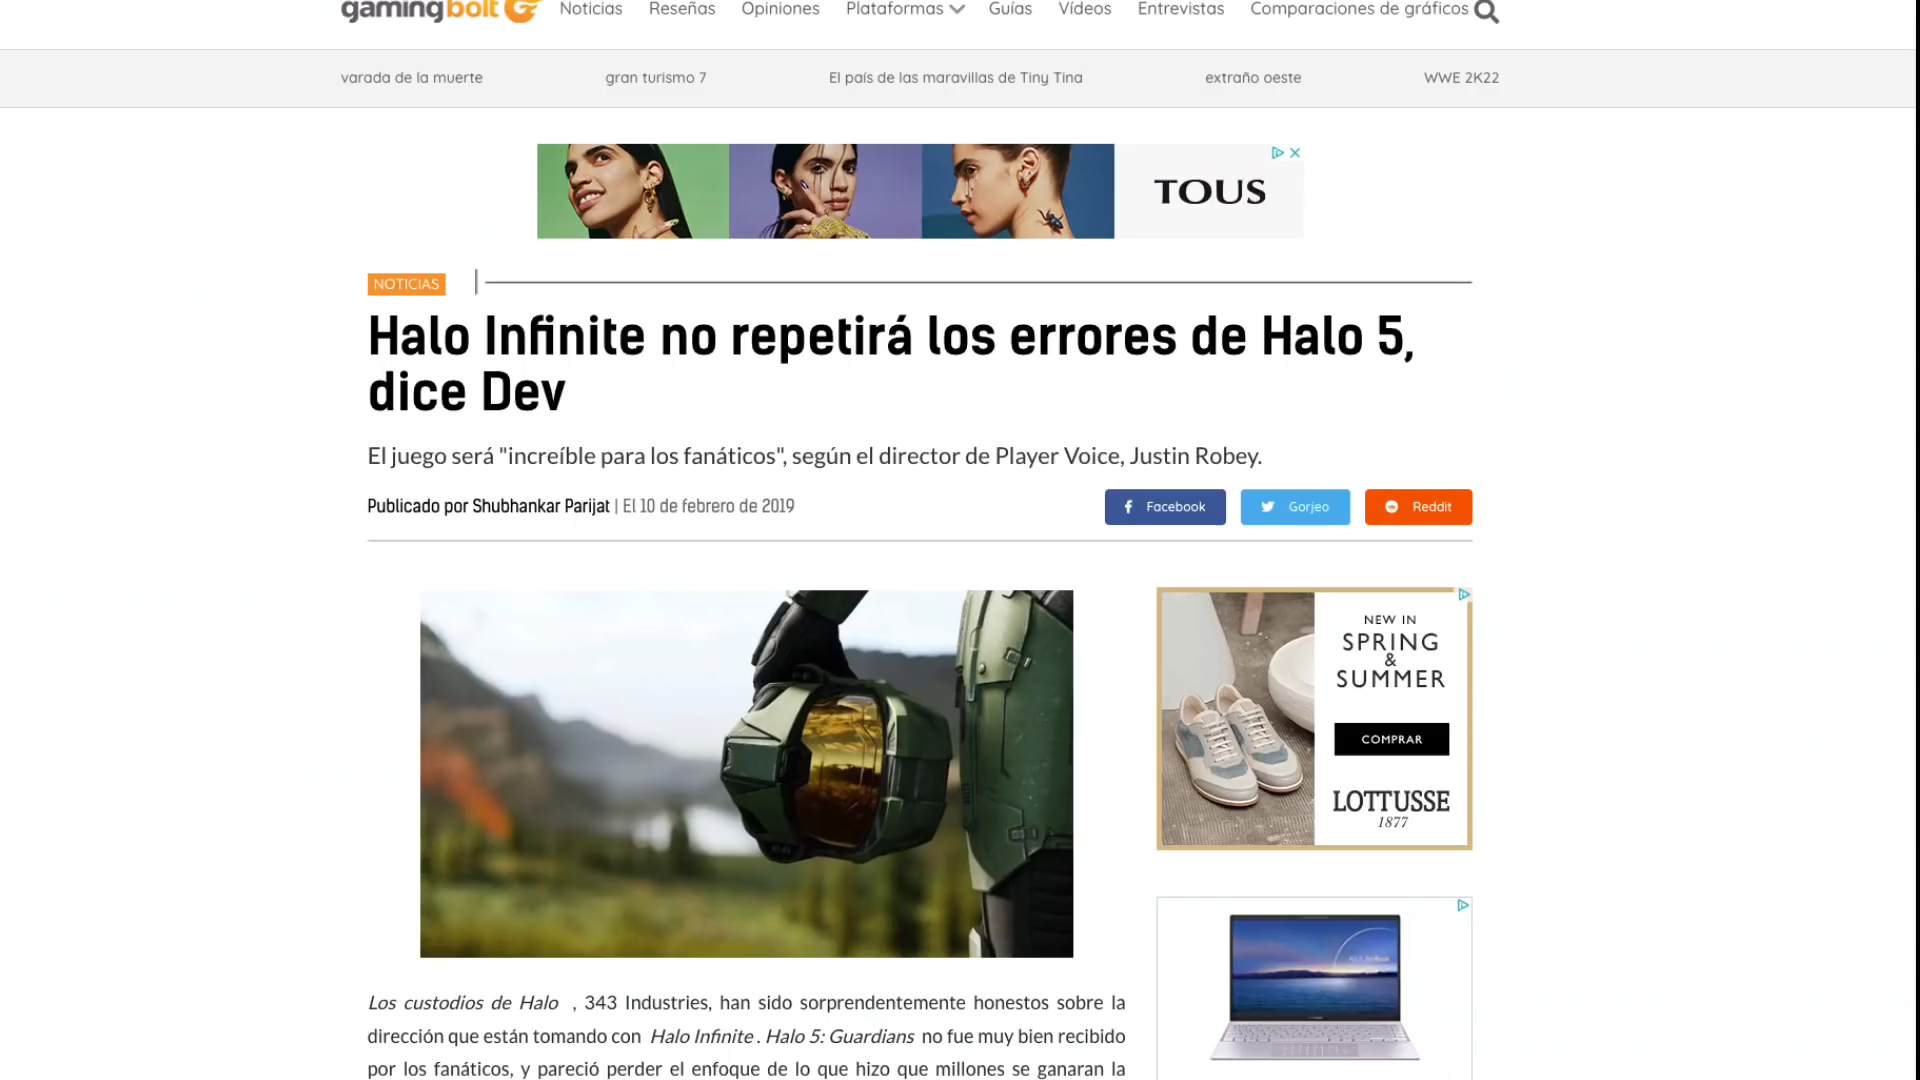 gamingbolt
Noticias Reseñas Opiniones Plataformas Guías Vídeos Entrevistas Comparaciones de gráficos
varada de la muerte gran turismo 7 El país de las maravillas de Tiny Tina extraño oeste WWE 2K22
TOUS
NOTICIAS
Halo Infinite no repetirá los errores de Halo 5,
dice Dev
El juego será "increíble para los fanáticos", según el director de Player Voice, Justin Robey.
Publicado por Shubhankar Parijat | El 10 de febrero de 2019
Facebook Gorjeo Reddit
NEW IN
SPRING
&
SUMMER
COMPRAR
LOTTUSSE
1877
Los custodios de Halo , 343 Industries, han sido sorprendentemente honestos sobre la
dirección que están tomando con Halo Infinite . Halo 5: Guardians no fue muy bien recibido
por los fanáticos, y pareció perder el enfoque de lo que hizo que millones se ganaran la